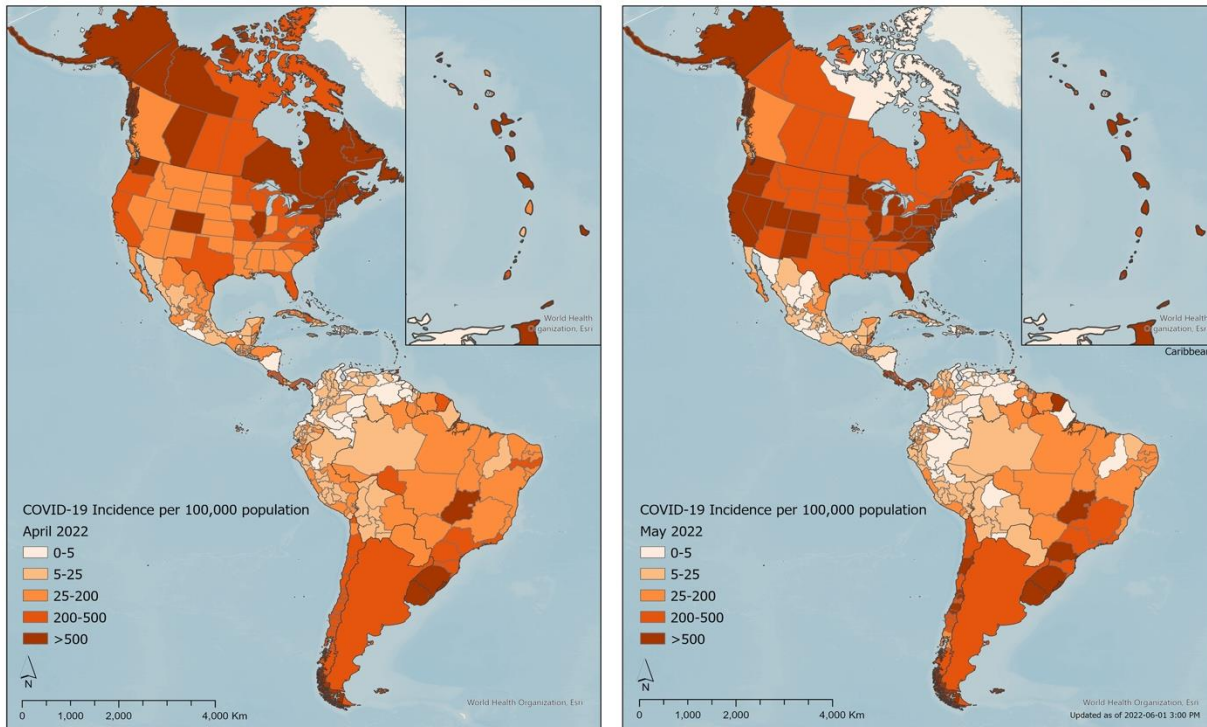 World Health
Organization, Esri
COVID-19 Incidence per 100,000 population
April 2022
0-5
5-25
25-200
200-500
>500
N
0 1,000 2,000 4,000 Km
World Health Organization, Esri
World Health
Organization, Esri
Caribbean
COVID-19 Incidence per 100,000 population
May 2022
0-5
5-25
25-200
200-500
>500
N
0 1,000 2,000 4,000 Km
World Health Organization, Esri
Updated as of 2022-06-01 3:00 PM